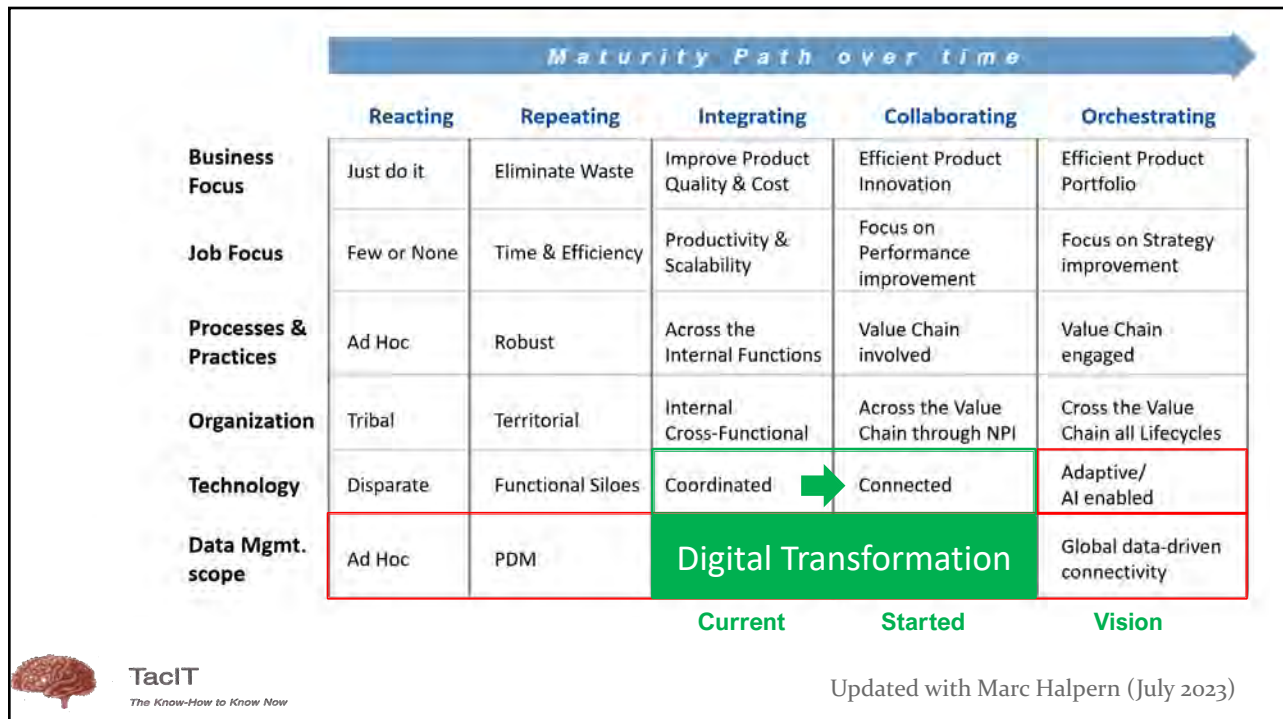 Maturity Path over time
Reacting Repeating Integrating Collaborating Orchestrating
Business
Focus
Just do it
Eliminate Waste
Improve Product
Quality & Cost
Efficient Product
Innovation
Efficient Product
Portfolio
Job Focus
Few or None
Time & Efficiency
Productivity &
Scalability
Focus on
Performance
improvement
Focus on Strategy
improvement
Processes &
Practices
Ad Hoc
Robust
Across the
Internal Functions
Value Chain
involved
Value Chain
engaged
Organization
Tribal
Territorial
Internal
Cross-Functional
Across the Value
Chain through NPI
Cross the Value
Chain all Lifecycles
Technology
Disparate
Functional Siloes
Coordinated
Connected
Adaptive/
AI enabled
Data Mgmt.
scope
Ad Hoc
PDM
Digital Transformation
Global data-driven
connectivity
Current Started Vision
TacIT
The Know-How to Know Now
Updated with Marc Halpern (July 2023)